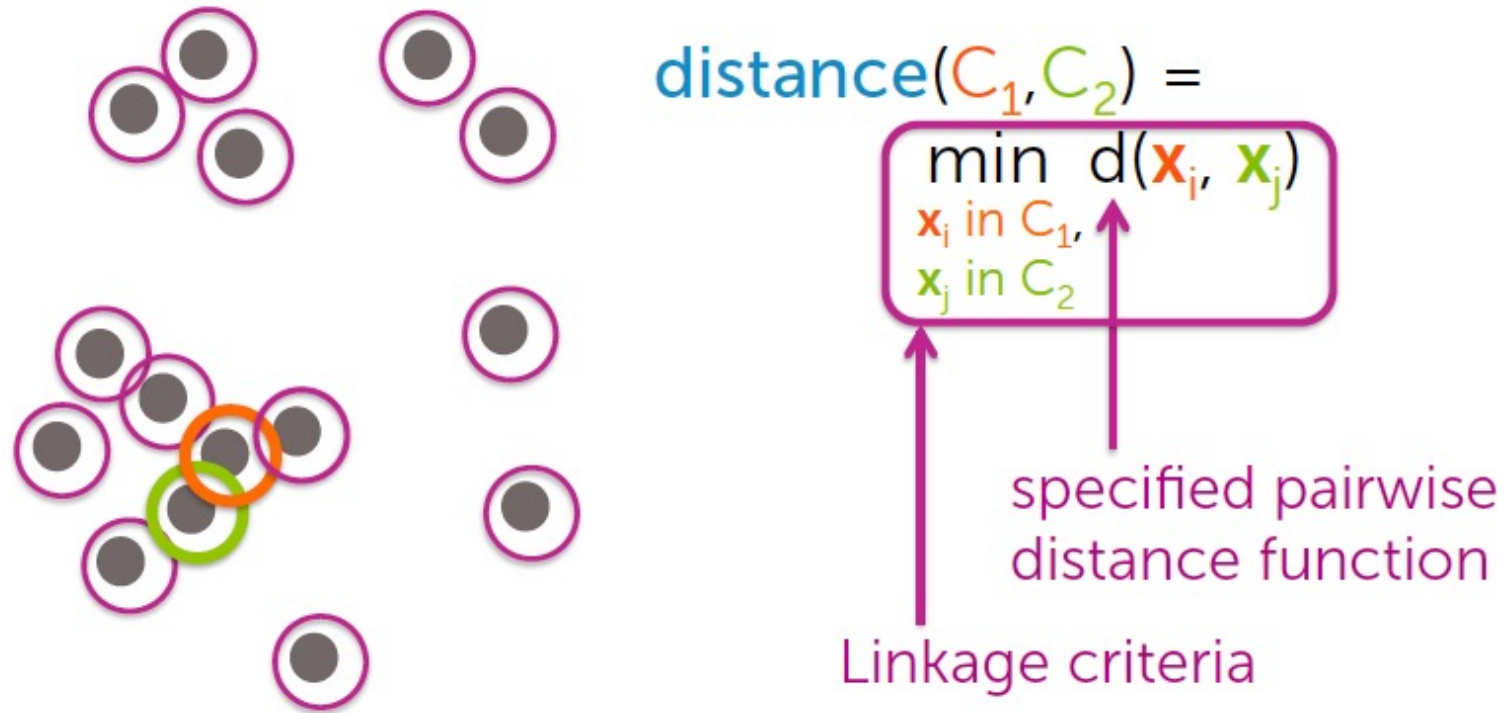 distance(C₁,C₂) =
min d(xᵢ, xⱼ)
xᵢ in C₁,
xⱼ in C₂
specified pairwise
distance function
Linkage criteria